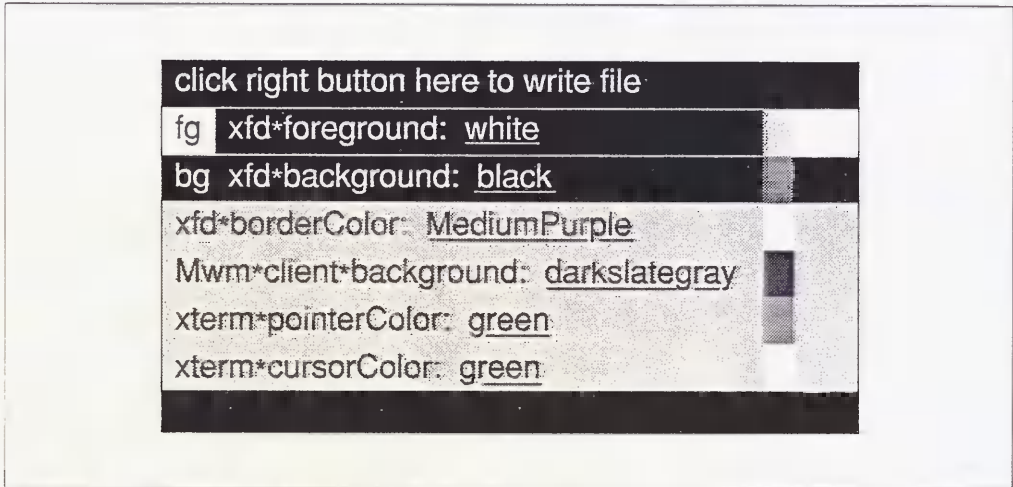 click right button here to write file
fg xfd*foreground: white
bg xfd*background: black
xfd*borderColor: MediumPurple
Mwm*client*background: darkslategray
xterm*pointerColor: green
xterm*cursorColor: green